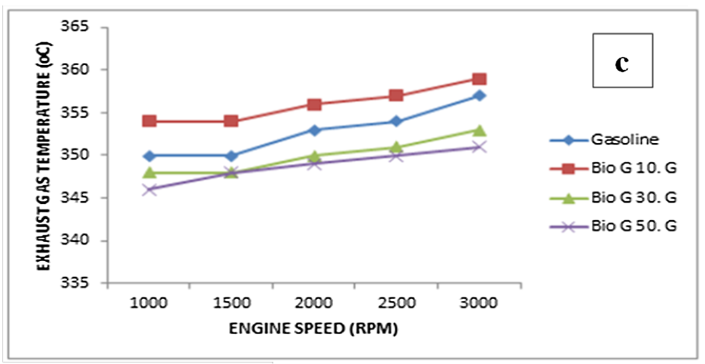 c
365
360
355
350
345
340
335
EXHAUST GAS TEMPERATURE (oC)
1000 1500 2000 2500 3000
ENGINE SPEED (RPM)
Gasoline
Bio G 10. G
Bio G 30. G
Bio G 50. G